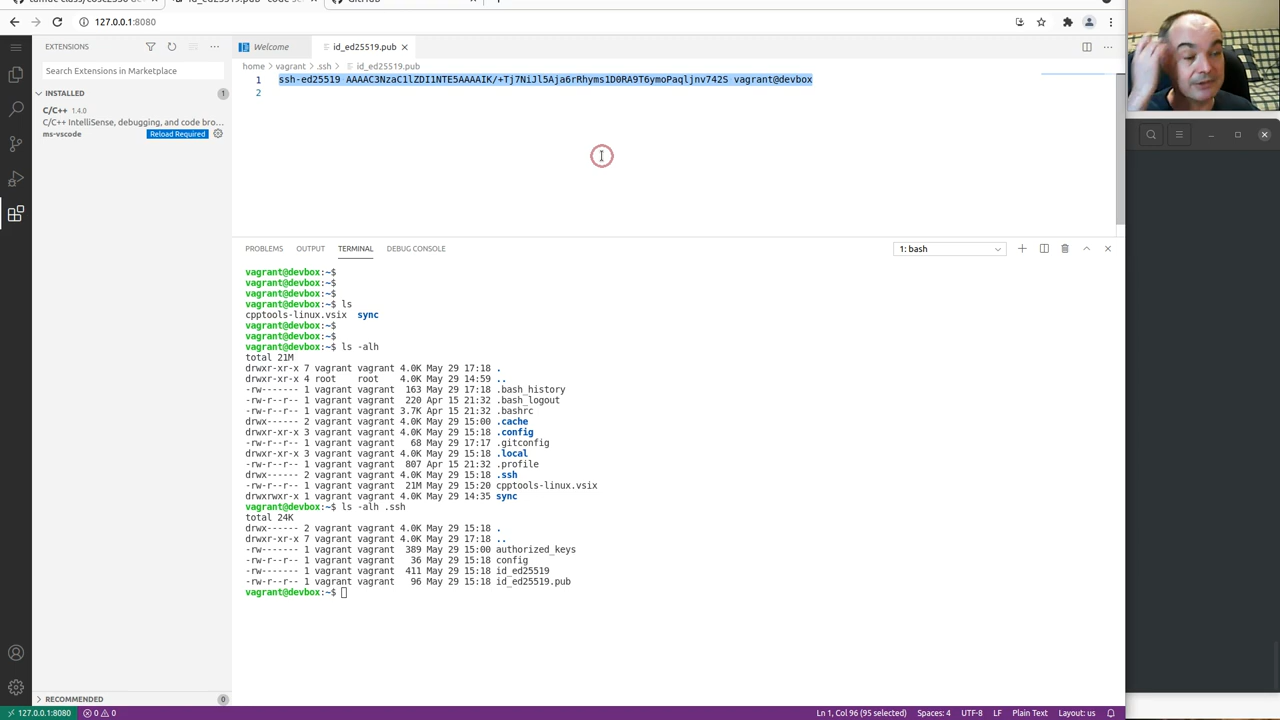 127.0.0.1:8080
EXTENSIONS
Welcome
id_ed25519.pub
home > vagrant > .ssh > id_ed25519.pub
Search Extensions in Marketplace
1 ssh-ed25519 AAAAC3NzaC1lZDI1NTE5AAAAIK/+Tj7NiJl5Aja6rRhyms1D0RA9T6ymoPaqljnv742S vagrant@devbox
2
INSTALLED 1
C/C++ 1.4.0
C/C++ IntelliSense, debugging, and code bro...
ms-vscode Reload Required
PROBLEMS OUTPUT TERMINAL DEBUG CONSOLE 1: bash
vagrant@devbox:~$
vagrant@devbox:~$
vagrant@devbox:~$
vagrant@devbox:~$ ls
cpptools-linux.vsix sync
vagrant@devbox:~$
vagrant@devbox:~$
vagrant@devbox:~$ ls -alh
total 21M
drwxr-xr-x 7 vagrant vagrant 4.0K May 29 17:18 .
drwxr-xr-x 4 root root 4.0K May 29 14:59 ..
-rw------- 1 vagrant vagrant 163 May 29 17:18 .bash_history
-rw-r--r-- 1 vagrant vagrant 220 Apr 15 21:32 .bash_logout
-rw-r--r-- 1 vagrant vagrant 3.7K Apr 15 21:32 .bashrc
drwx------ 2 vagrant vagrant 4.0K May 29 15:00 .cache
drwxr-xr-x 3 vagrant vagrant 4.0K May 29 15:18 .config
-rw-r--r-- 1 vagrant vagrant 68 May 29 17:17 .gitconfig
drwxr-xr-x 3 vagrant vagrant 4.0K May 29 15:18 .local
-rw-r--r-- 1 vagrant vagrant 807 Apr 15 21:32 .profile
drwx------ 2 vagrant vagrant 4.0K May 29 15:18 .ssh
-rw-r--r-- 1 vagrant vagrant 21M May 29 15:20 cpptools-linux.vsix
drwxrwxr-x 1 vagrant vagrant 4.0K May 29 14:35 sync
vagrant@devbox:~$ ls -alh .ssh
total 24K
drwx------ 2 vagrant vagrant 4.0K May 29 15:18 .
drwxr-xr-x 7 vagrant vagrant 4.0K May 29 17:18 ..
-rw------- 1 vagrant vagrant 389 May 29 15:00 authorized_keys
-rw-r--r-- 1 vagrant vagrant 36 May 29 15:18 config
-rw------- 1 vagrant vagrant 411 May 29 15:18 id_ed25519
-rw-r--r-- 1 vagrant vagrant 96 May 29 15:18 id_ed25519.pub
vagrant@devbox:~$
RECOMMENDED 0
127.0.0.1:8080 0 0 Ln 1, Col 96 (95 selected) Spaces: 4 UTF-8 LF Plain Text Layout: us